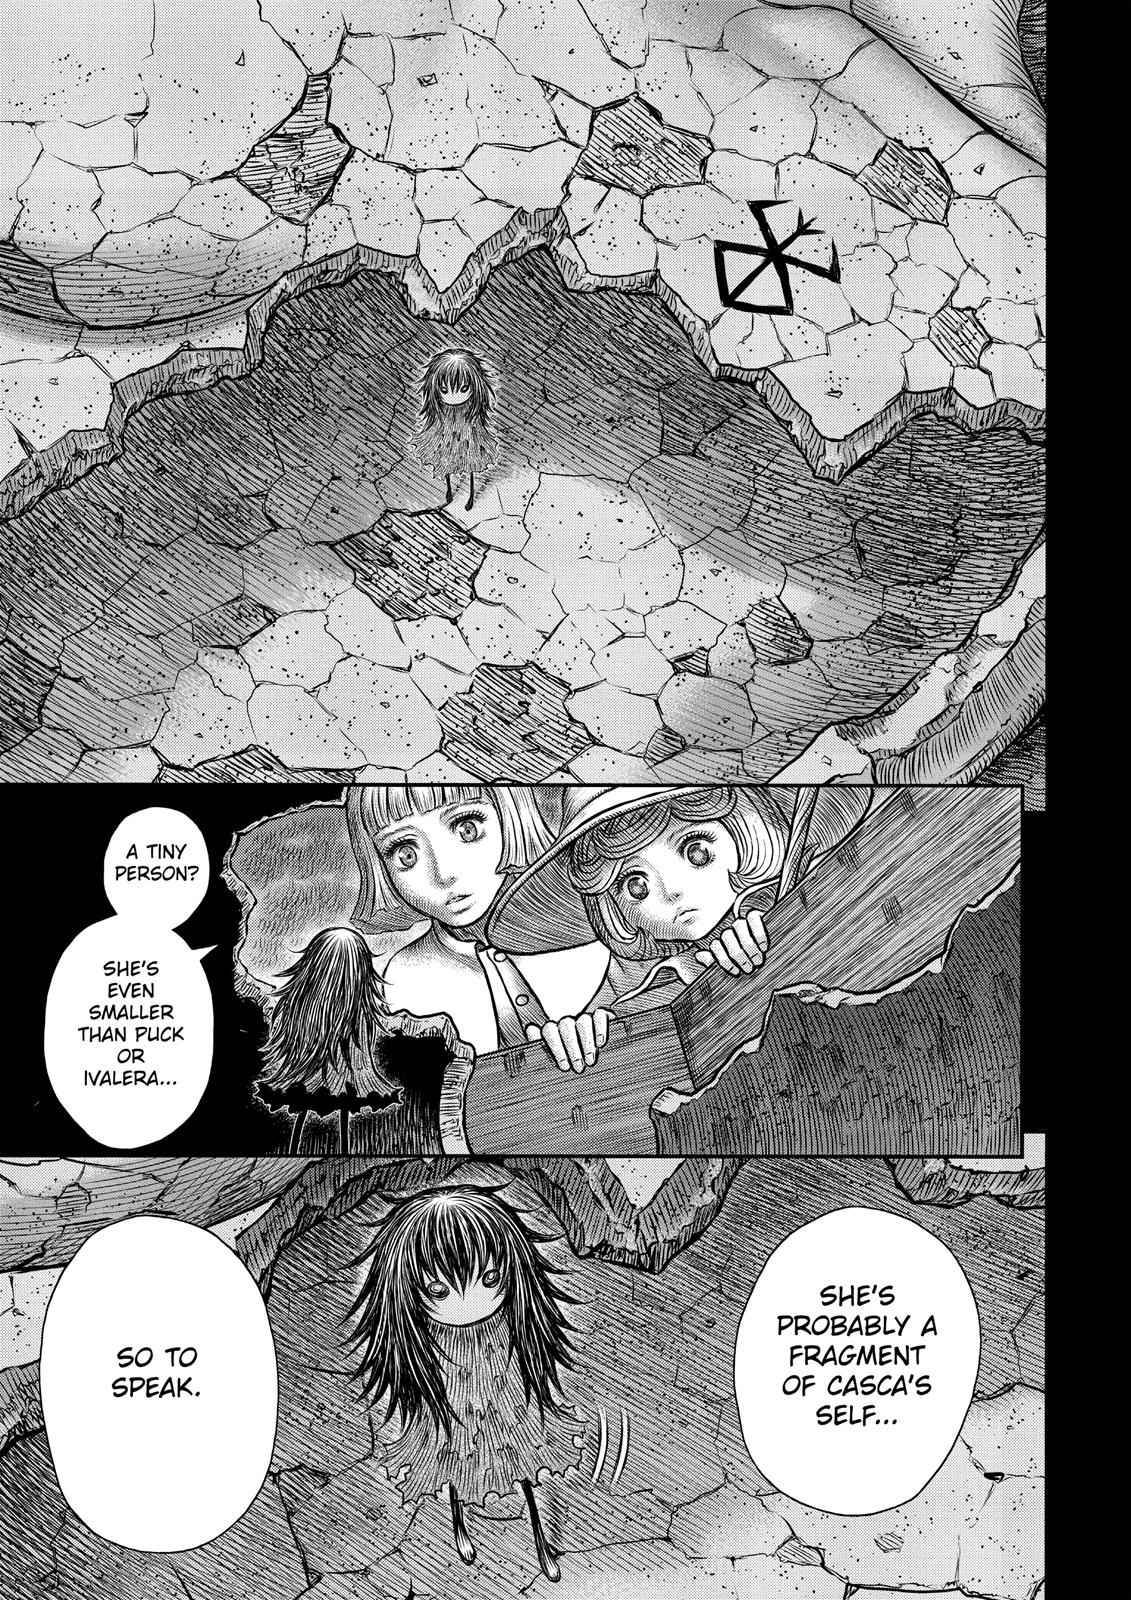 A TINY
PERSON?
SHE'S
EVEN
SMALLER
THAN PUCK
OR
IVALERA...
SHE'S
PROBABLY A
FRAGMENT
OF CASCA'S
SELF...
SO TO
SPEAK.